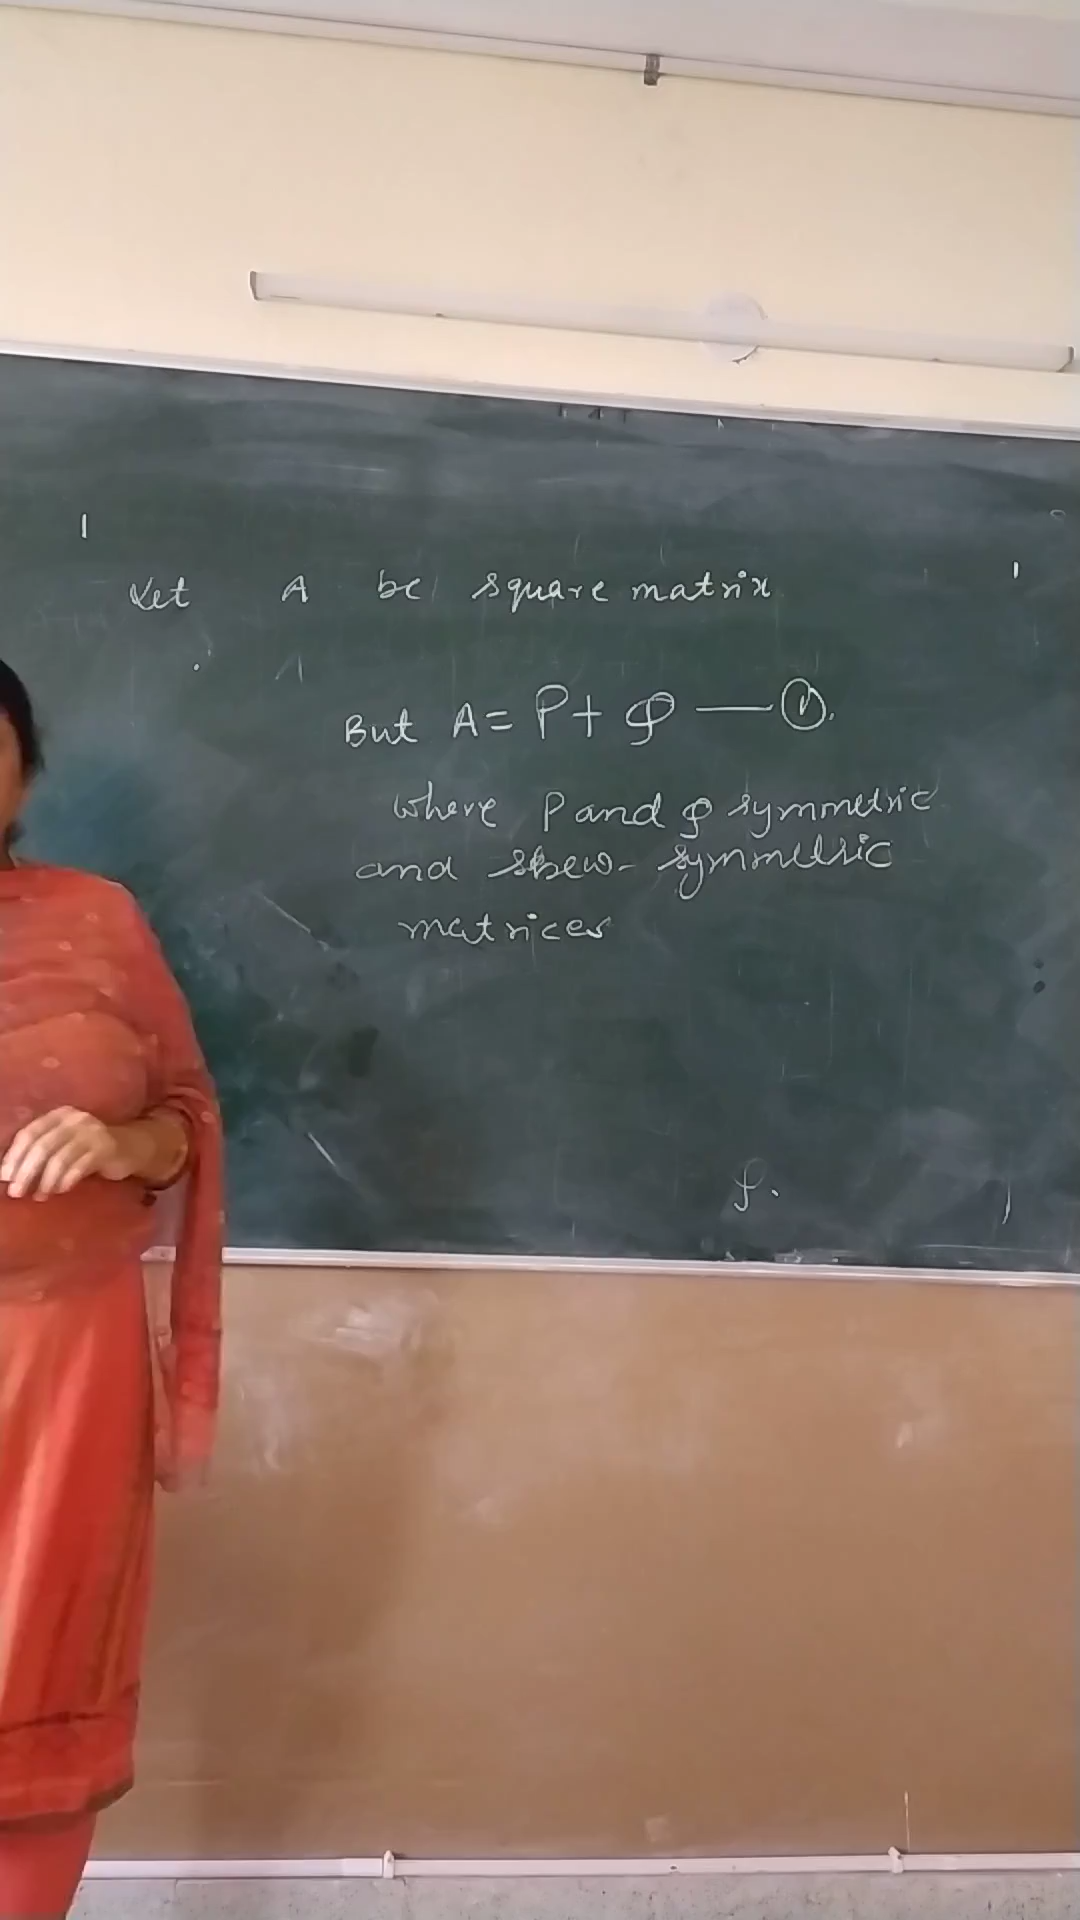 Let A be square matrix
But A = P + Q — ①.
where P and Q symmetric
and skew-symmetric
matrices